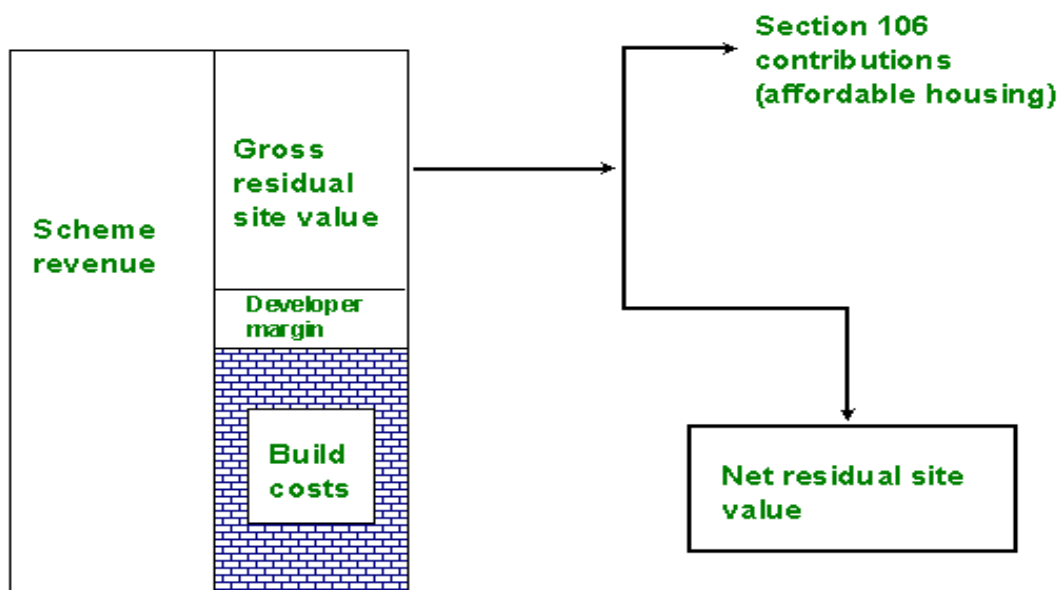 Section 106
contributions
(affordable housing)
Gross
residual
site value
Scheme
revenue
Developer
margin
Build
costs
Net residual site
value